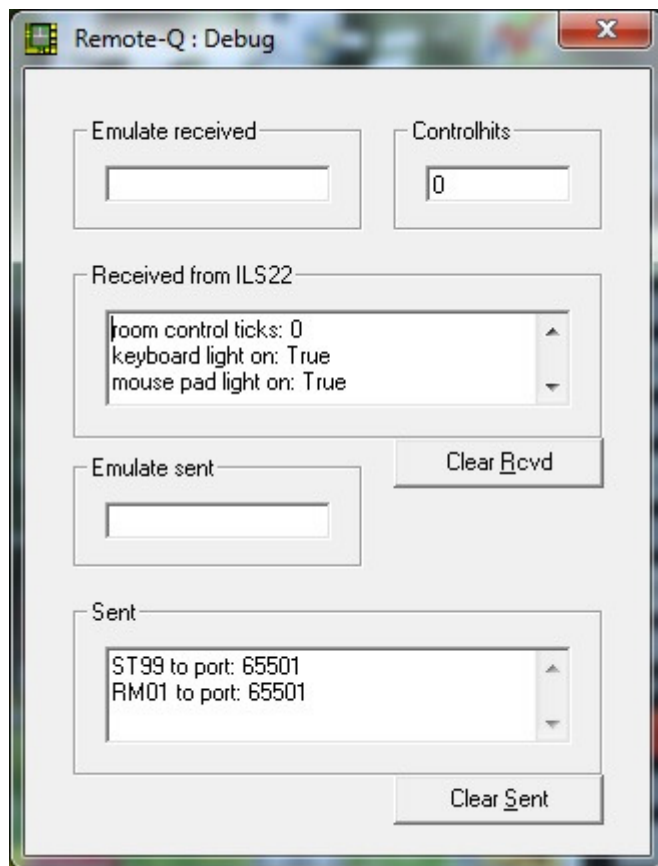 Remote-Q : Debug
Emulate received
Controlhits
0
Received from ILS22
room control ticks: 0
keyboard light on: True
mouse pad light on: True
Clear Rcvd
Emulate sent
Sent
ST99 to port: 65501
RM01 to port: 65501
Clear Sent